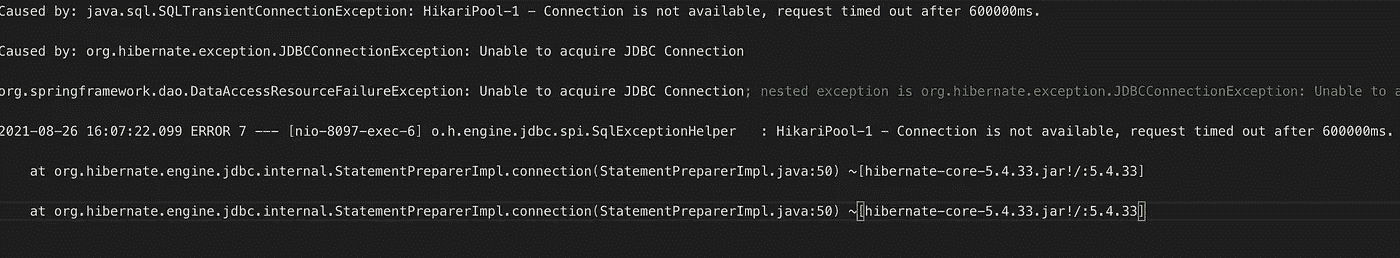 Caused by: java.sql.SQLTransientConnectionException: HikariPool-1 - Connection is not available, request timed out after 600000ms.
Caused by: org.hibernate.exception.JDBCConnectionException: Unable to acquire JDBC Connection
org.springframework.dao.DataAccessResourceFailureException: Unable to acquire JDBC Connection; nested exception is org.hibernate.exception.JDBCConnectionException: Unable to a
2021-08-26 16:07:22.099 ERROR 7 --- [nio-8097-exec-6] o.h.engine.jdbc.spi.SqlExceptionHelper   : HikariPool-1 - Connection is not available, request timed out after 600000ms.
at org.hibernate.engine.jdbc.internal.StatementPreparerImpl.connection(StatementPreparerImpl.java:50) ~[hibernate-core-5.4.33.jar!/:5.4.33]
at org.hibernate.engine.jdbc.internal.StatementPreparerImpl.connection(StatementPreparerImpl.java:50) ~[hibernate-core-5.4.33.jar!/:5.4.33]